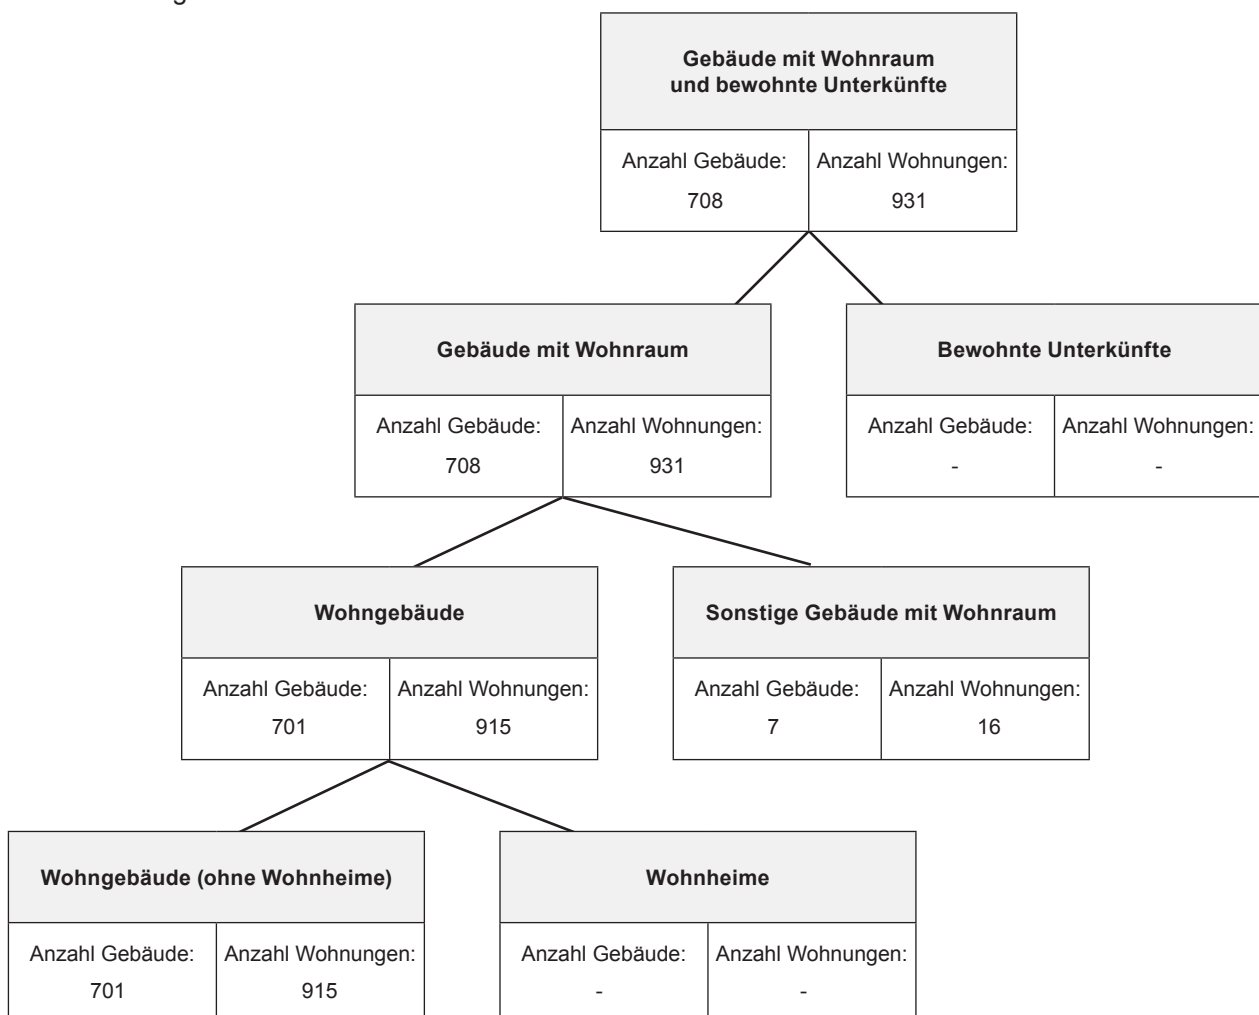 Gebäude mit Wohnraum
und bewohnte Unterkünfte
Anzahl Gebäude: Anzahl Wohnungen:
708 931
Gebäude mit Wohnraum
Anzahl Gebäude: Anzahl Wohnungen:
708 931
Bewohnte Unterkünfte
Anzahl Gebäude: Anzahl Wohnungen:
- -
Wohngebäude
Anzahl Gebäude: Anzahl Wohnungen:
701 915
Sonstige Gebäude mit Wohnraum
Anzahl Gebäude: Anzahl Wohnungen:
7 16
Wohngebäude (ohne Wohnheime)
Anzahl Gebäude: Anzahl Wohnungen:
701 915
Wohnheime
Anzahl Gebäude: Anzahl Wohnungen:
- -